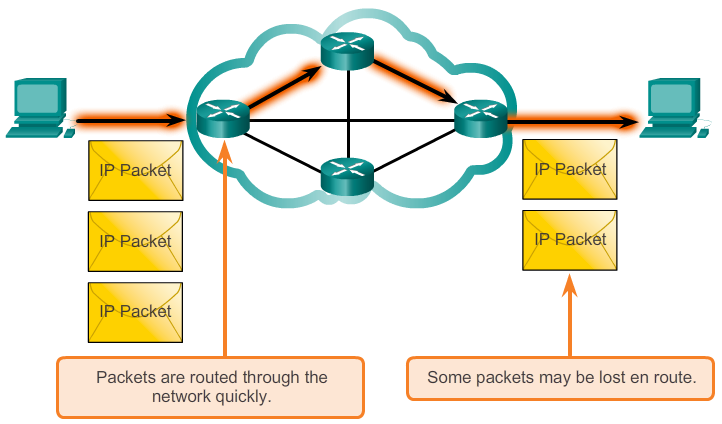 IP Packet
IP Packet
IP Packet
IP Packet
IP Packet
Packets are routed through the
network quickly.
Some packets may be lost en route.